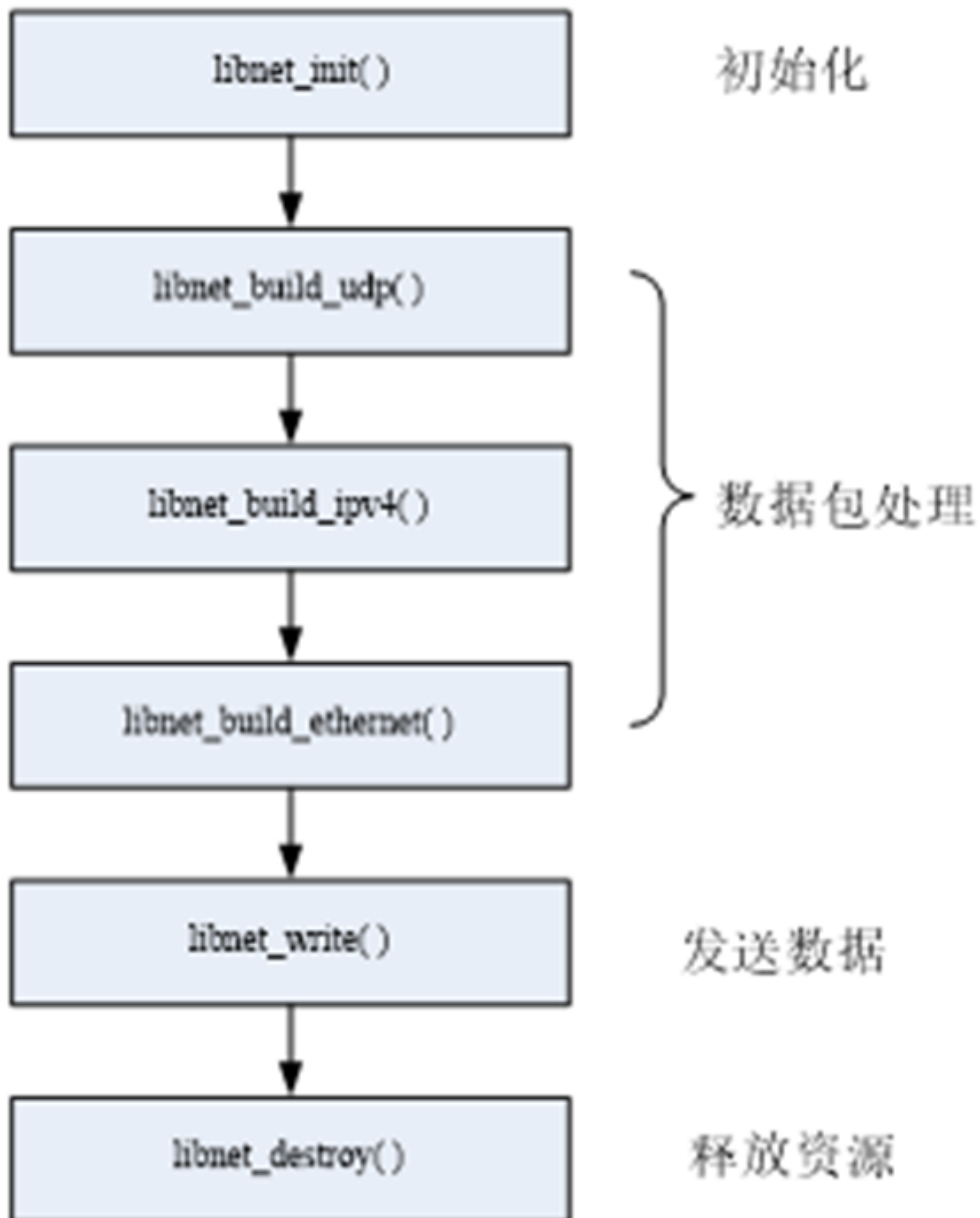 libnet_init( )
初始化
libnet_build_udp( )
libnet_build_ipv4( )
数据包处理
libnet_build_ethernet( )
libnet_write( )
发送数据
libnet_destroy( )
释放资源